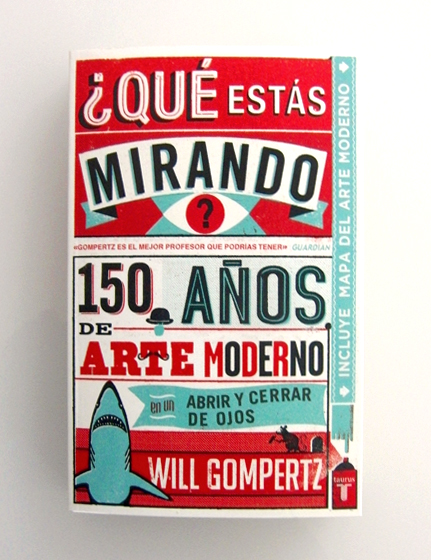 ¿QUÉ ESTÁS
MIRANDO
?
«GOMPERTZ ES EL MEJOR PROFESOR QUE PODRÍAS TENER» GUARDIAN
150 AÑOS
DE
ARTE MODERNO
en un ABRIR Y CERRAR
DE OJOS
WILL GOMPERTZ
INCLUYE MAPA DEL ARTE MODERNO
taurus
T